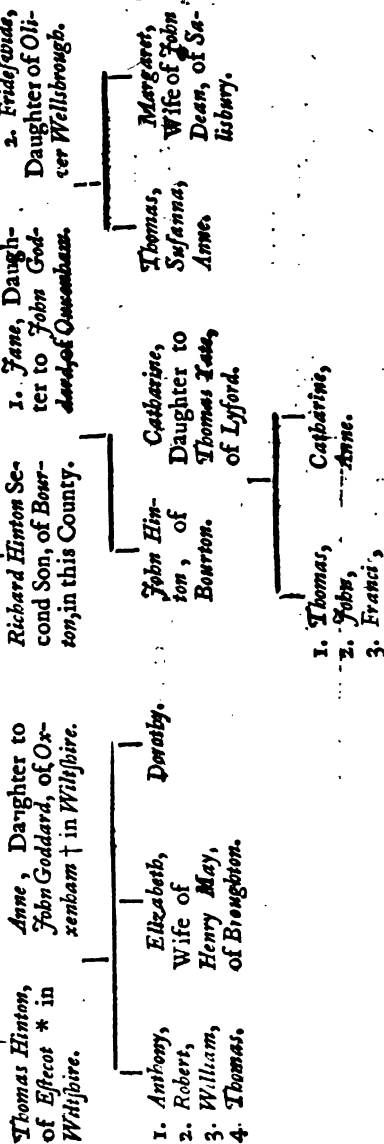 Thomas Hinton,
of Eſtecot * in
Wiltſhire.
Anne, Daughter to
John Goddard, of Ox-
xenham † in Wiltſhire.
Richard Hinton Se-
cond Son, of Bour-
ton, in this County.
1. Jane, Daugh-
ter to John God-
dard, of
2. Frideſwide,
Daughter of Oli-
ver Wellsbrough.
1. Anthony,
2. Robert,
3. William,
4. Thomas.
Elizabeth,
Wife of
Henry May,
of Broughton.
Dorothy.
John Hin-
ton, of
Bourton.
Catharine,
Daughter to
Thomas Yate,
of Lyford.
Thomas,
Suſanna,
Anne.
Margaret,
Wife of John
Dean, of Sa-
lisbury.
1. Thomas,
2. John,
3. Francis,
Catharine,
Anne.